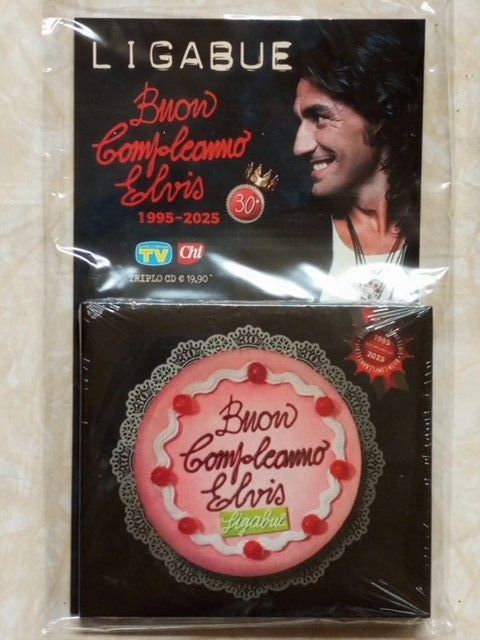 LIGABUE
Buon
Compleanno
Elvis
1995-2025
30°
TV
Chi
TRIPLO CD € 19,90*
30
1995
2025
Buon
Compleanno
Elvis
Ligabue